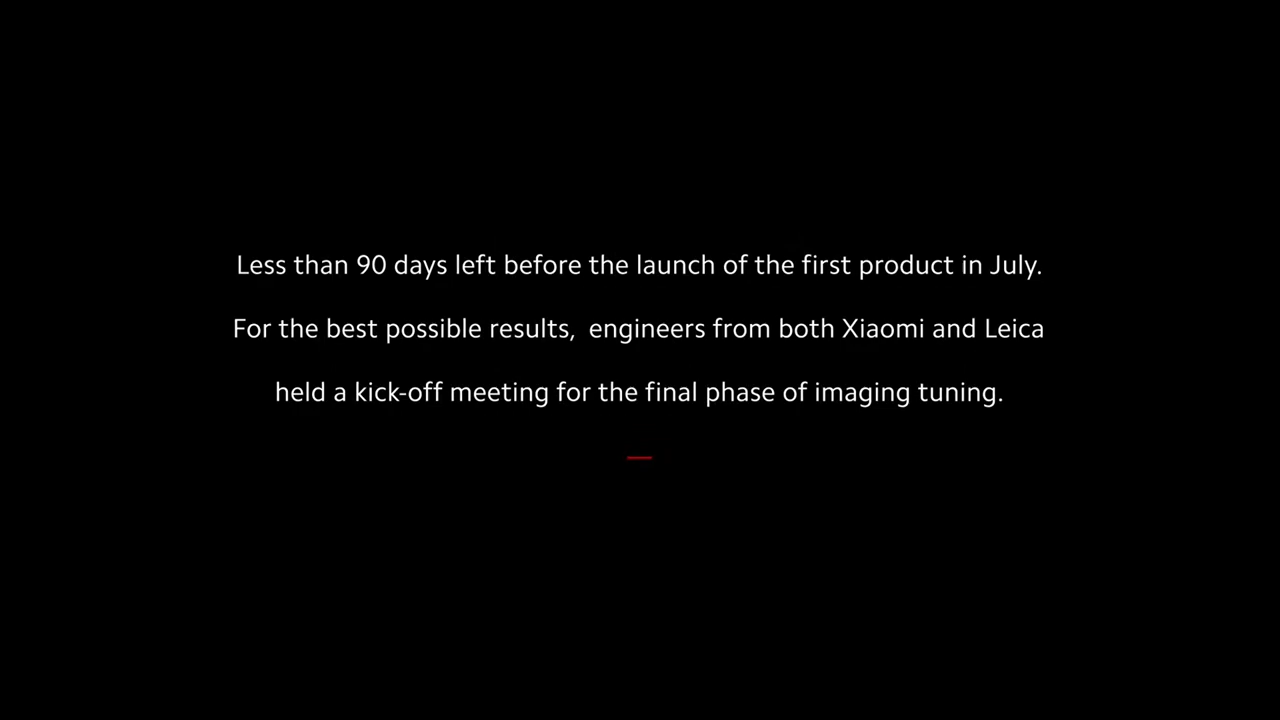 Less than 90 days left before the launch of the first product in July.
For the best possible results,  engineers from both Xiaomi and Leica
held a kick-off meeting for the final phase of imaging tuning.